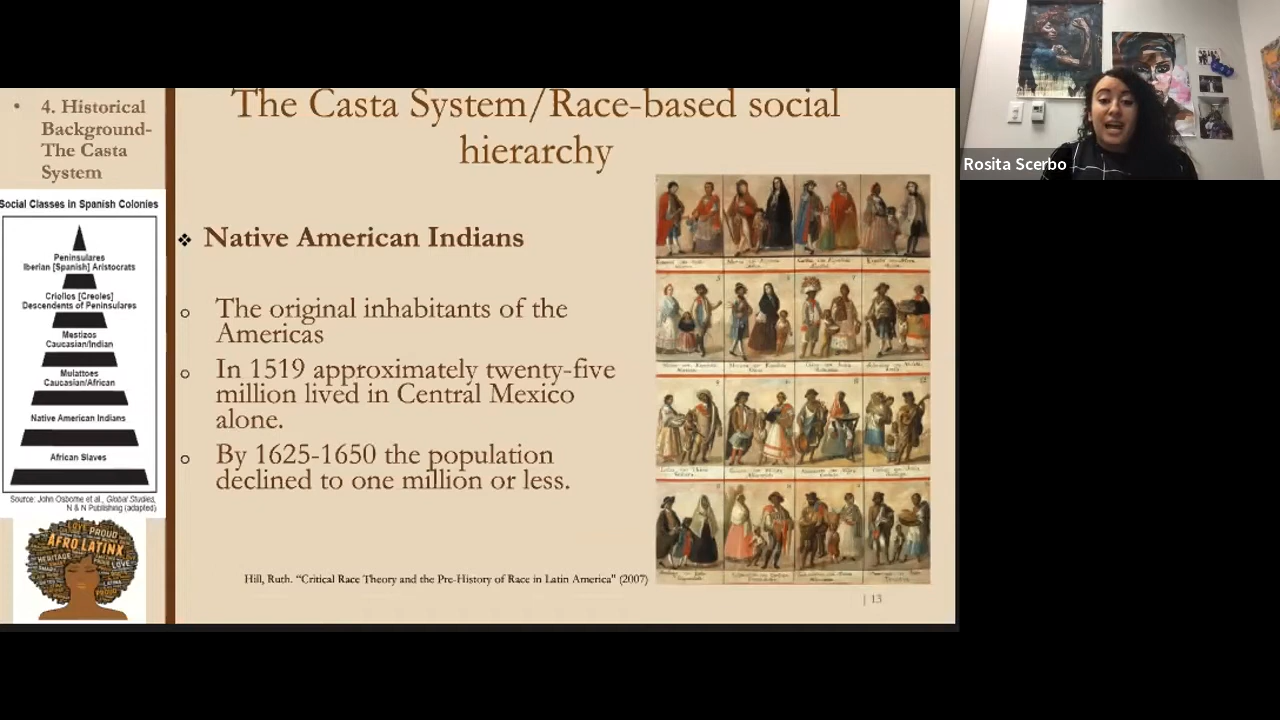 • 4. Historical
Background-
The Casta
System
Social Classes in Spanish Colonies
Peninsulares
Iberian [Spanish] Aristocrats
Criollos [Creoles]
Descendents of Peninsulares
Mestizos
Caucasian/Indian
Mulattoes
Caucasian/African
Native American Indians
African Slaves
Source: John Osborne et al., Global Studies,
N & N Publishing (adapted)
LOVE PROUD
AFRO LATINX
HERITAGE
LOVE
The Casta System/Race-based social
hierarchy
❖ Native American Indians
o The original inhabitants of the
Americas
o In 1519 approximately twenty-five
million lived in Central Mexico
alone.
o By 1625-1650 the population
declined to one million or less.
Hill, Ruth. “Critical Race Theory and the Pre-History of Race in Latin America” (2007)
| 13
Rosita Scerbo